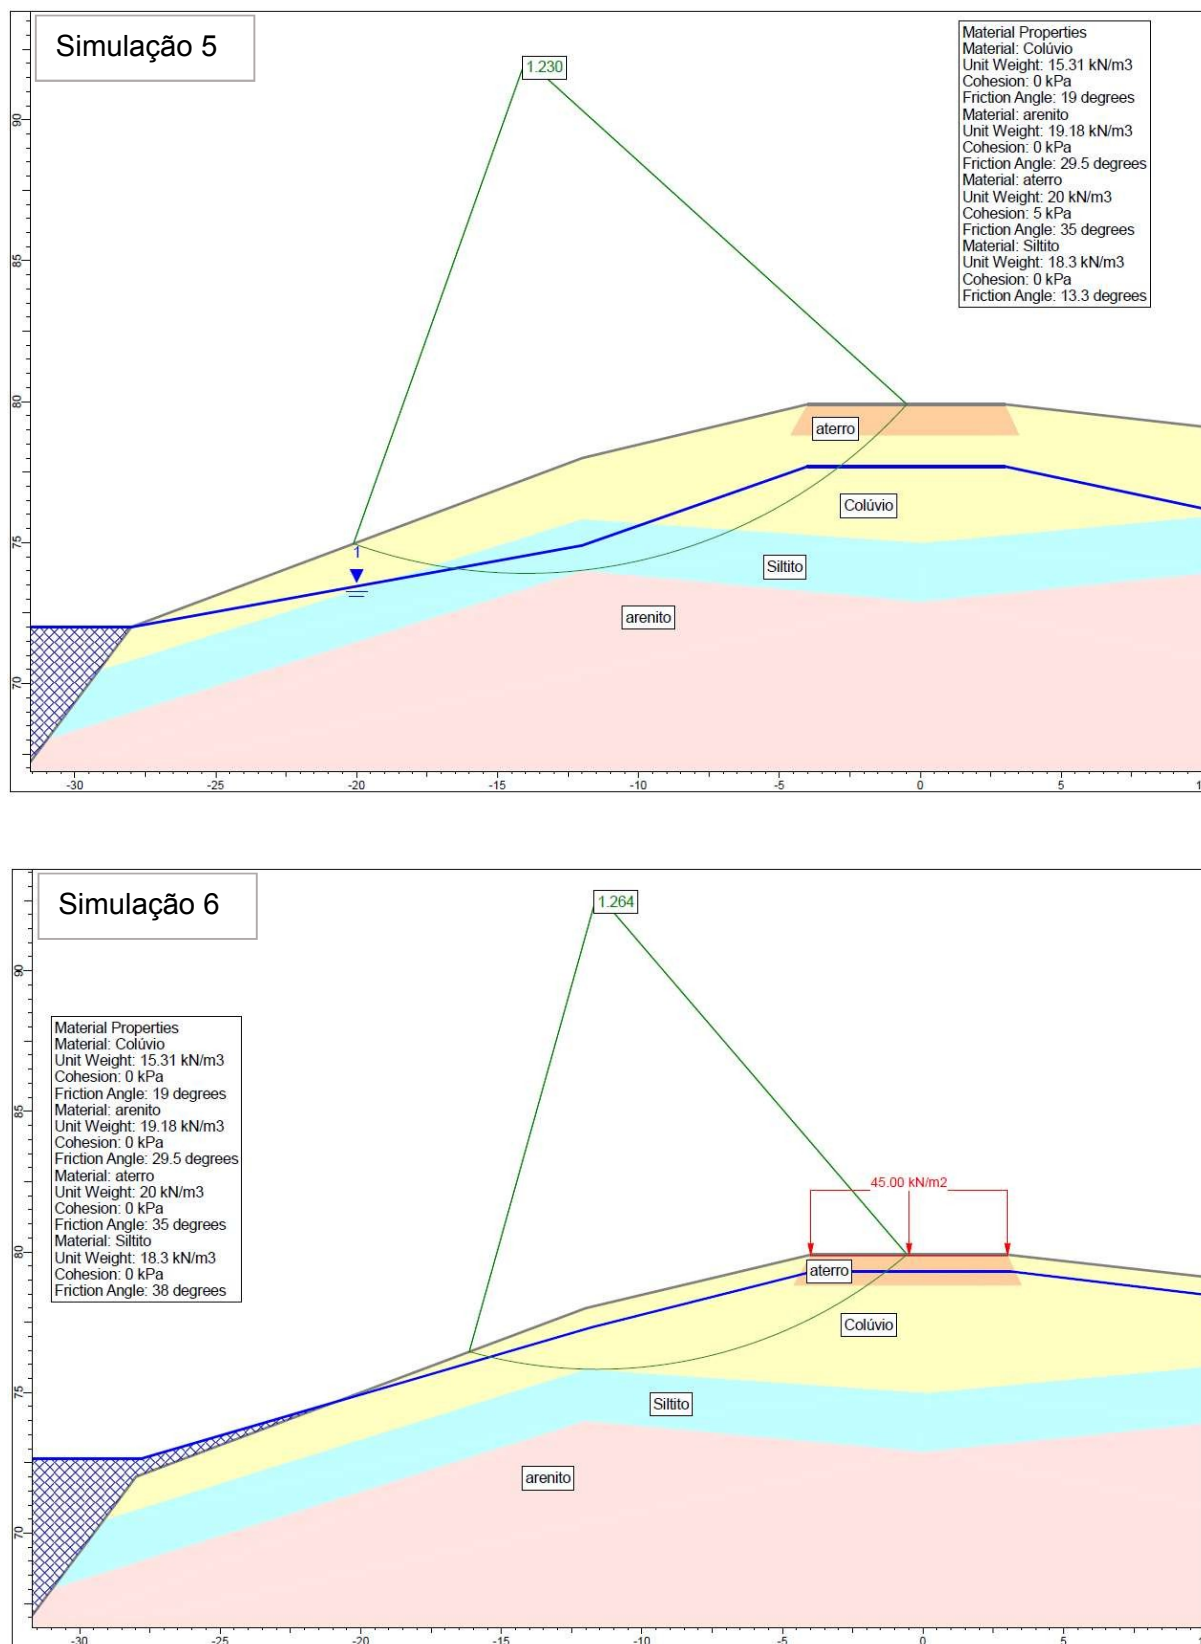 Simulação 5
1.230
Material Properties
Material: Colúvio
Unit Weight: 15.31 kN/m3
Cohesion: 0 kPa
Friction Angle: 19 degrees
Material: arenito
Unit Weight: 19.18 kN/m3
Cohesion: 0 kPa
Friction Angle: 29.5 degrees
Material: aterro
Unit Weight: 20 kN/m3
Cohesion: 5 kPa
Friction Angle: 35 degrees
Material: Siltito
Unit Weight: 18.3 kN/m3
Cohesion: 0 kPa
Friction Angle: 13.3 degrees
90
85
80
75
70
aterro
Colúvio
1
Siltito
arenito
-30 -25 -20 -15 -10 -5 0 5 1
Simulação 6
1.264
Material Properties
Material: Colúvio
Unit Weight: 15.31 kN/m3
Cohesion: 0 kPa
Friction Angle: 19 degrees
Material: arenito
Unit Weight: 19.18 kN/m3
Cohesion: 0 kPa
Friction Angle: 29.5 degrees
Material: aterro
Unit Weight: 20 kN/m3
Cohesion: 0 kPa
Friction Angle: 35 degrees
Material: Siltito
Unit Weight: 18.3 kN/m3
Cohesion: 0 kPa
Friction Angle: 38 degrees
90
85
80
75
70
45.00 kN/m2
aterro
Colúvio
Siltito
arenito
-30 -25 -20 -15 -10 -5 0 5 1